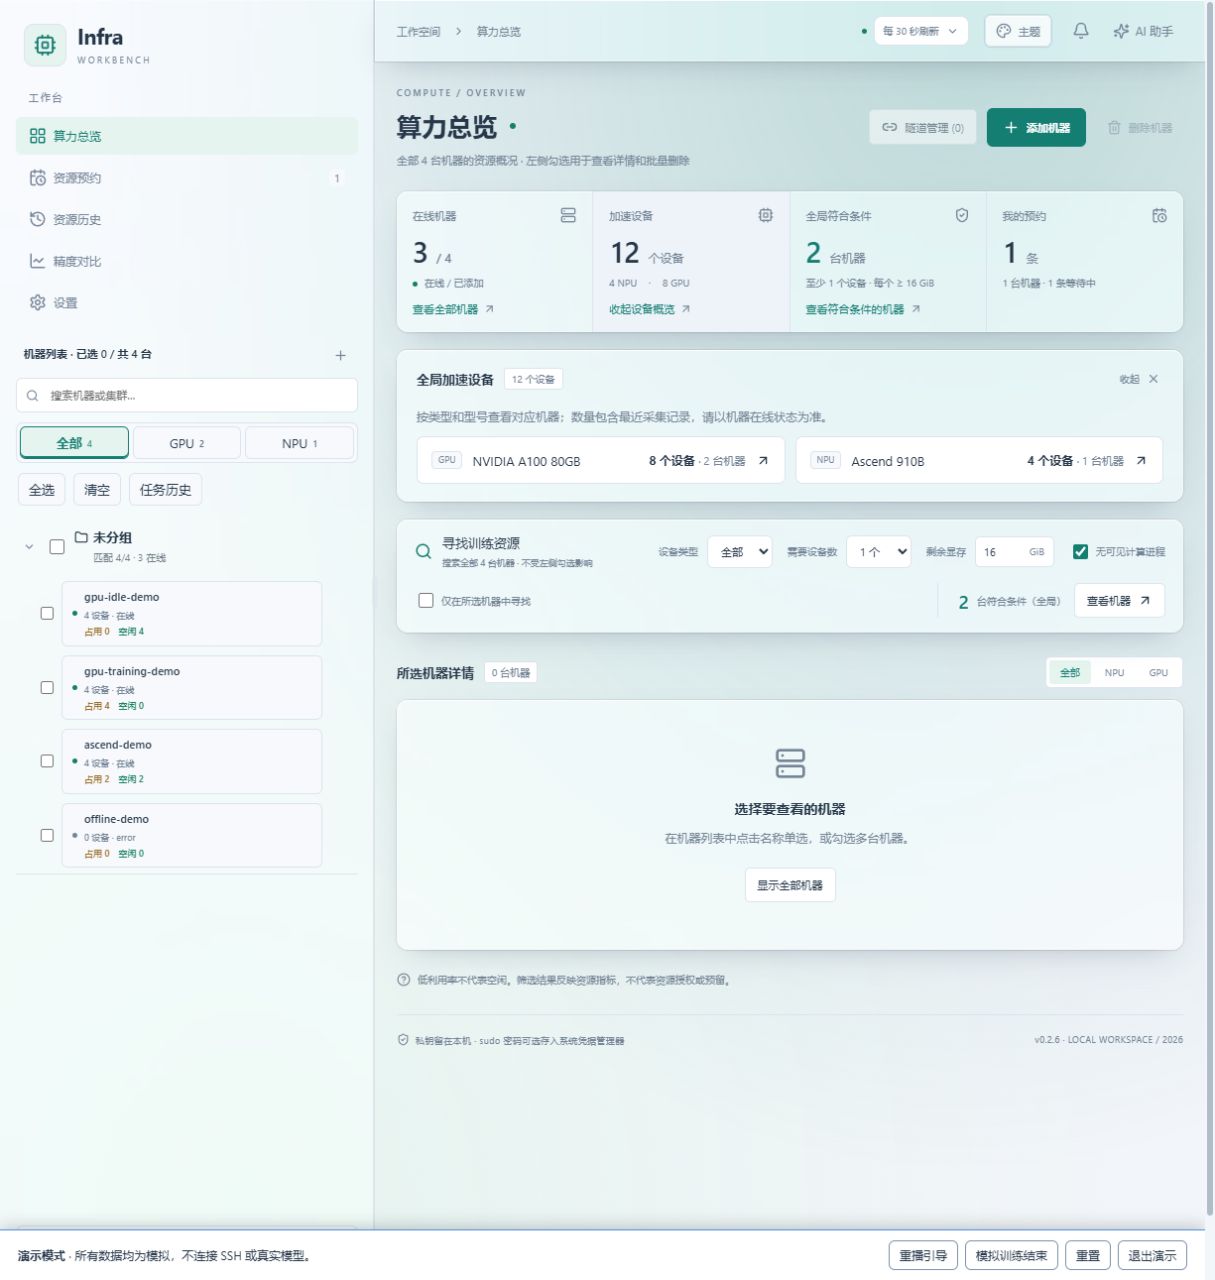 Infra
WORKBENCH
工作台
算力总览
资源预约 1
资源历史
精度对比
设置
机器列表 · 已选 0 / 共 4 台
搜索机器或集群...
全部 4 GPU 2 NPU 1
全选 清空 任务历史
未分组
匹配 4/4 · 3 在线
gpu-idle-demo
4 设备 · 在线
占用 0 空闲 4
gpu-training-demo
4 设备 · 在线
占用 4 空闲 0
ascend-demo
4 设备 · 在线
占用 2 空闲 2
offline-demo
0 设备 · error
占用 0 空闲 0
工作空间 算力总览 每 30 秒刷新 主题 AI 助手
COMPUTE / OVERVIEW
算力总览
隧道管理 (0) 添加机器 删除机器
全部 4 台机器的资源概况 · 左侧勾选用于查看详情和批量删除
在线机器 加速设备 全局符合条件 我的预约
3 / 4 12 个设备 2 台机器 1 条
在线 / 已添加 4 NPU · 8 GPU 至少 1 个设备 · 每个 ≥ 16 GiB 1 台机器 · 1 条等待中
查看全部机器 收起设备概览 查看符合条件的机器
全局加速设备 12 个设备 收起
按类型和型号查看对应机器；数量包含最近采集记录，请以机器在线状态为准。
GPU NVIDIA A100 80GB 8 个设备 · 2 台机器 NPU Ascend 910B 4 个设备 · 1 台机器
寻找训练资源
搜索全部 4 台机器 · 不受左侧勾选影响
设备类型 全部 需要设备数 1 个 剩余显存 16 GiB 无可见计算进程
仅在所选机器中寻找 2 台符合条件（全局） 查看机器
所选机器详情 0 台机器 全部 NPU GPU
选择要查看的机器
在机器列表中点击名称单选，或勾选多台机器。
显示全部机器
低利用率不代表空闲。筛选结果反映资源指标，不代表资源授权或预留。
私钥留在本机 · sudo 密码可选存入系统凭据管理器 v0.2.6 · LOCAL WORKSPACE / 2026
演示模式 · 所有数据均为模拟，不连接 SSH 或真实模型。 重播引导 模拟训练结束 重置 退出演示